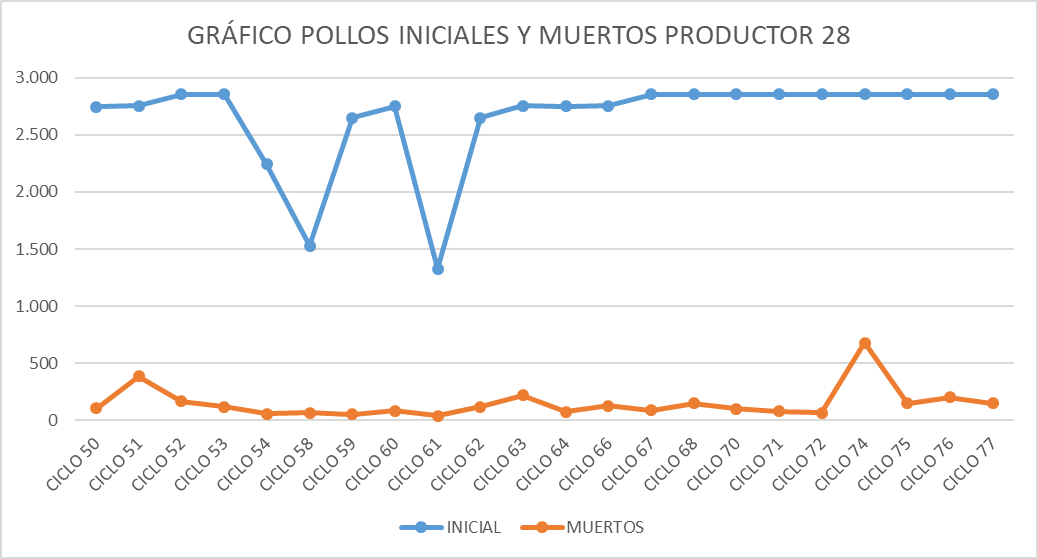 GRÁFICO POLLOS INICIALES Y MUERTOS PRODUCTOR 28
3.000
2.500
2.000
1.500
1.000
500
0
CICLO 50
CICLO 51
CICLO 52
CICLO 53
CICLO 54
CICLO 58
CICLO 59
CICLO 60
CICLO 61
CICLO 62
CICLO 63
CICLO 64
CICLO 66
CICLO 67
CICLO 68
CICLO 70
CICLO 71
CICLO 72
CICLO 74
CICLO 75
CICLO 76
CICLO 77
INICIAL
MUERTOS